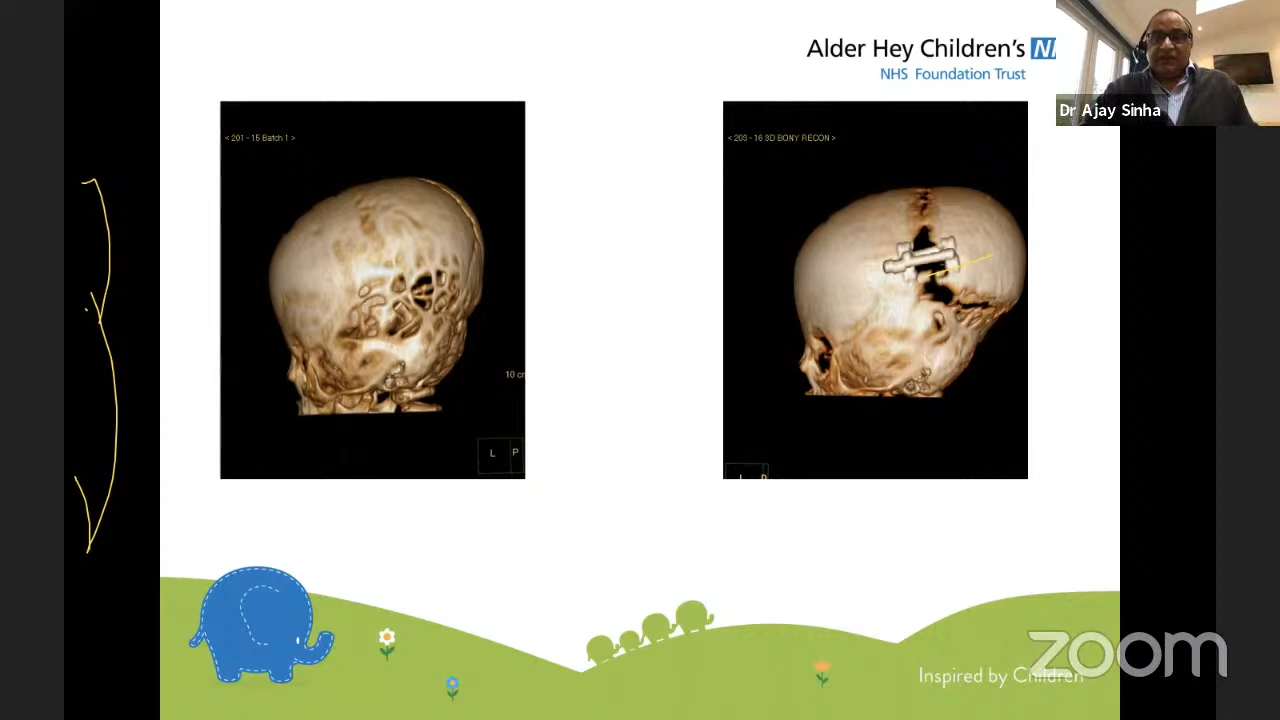 Alder Hey Children's
NHS Foundation Trust
Dr Ajay Sinha
< 201 - 15 Batch 1 >
< 203 - 16 3D BONY RECON >
10 cm
L P
Inspired by Children
zoom